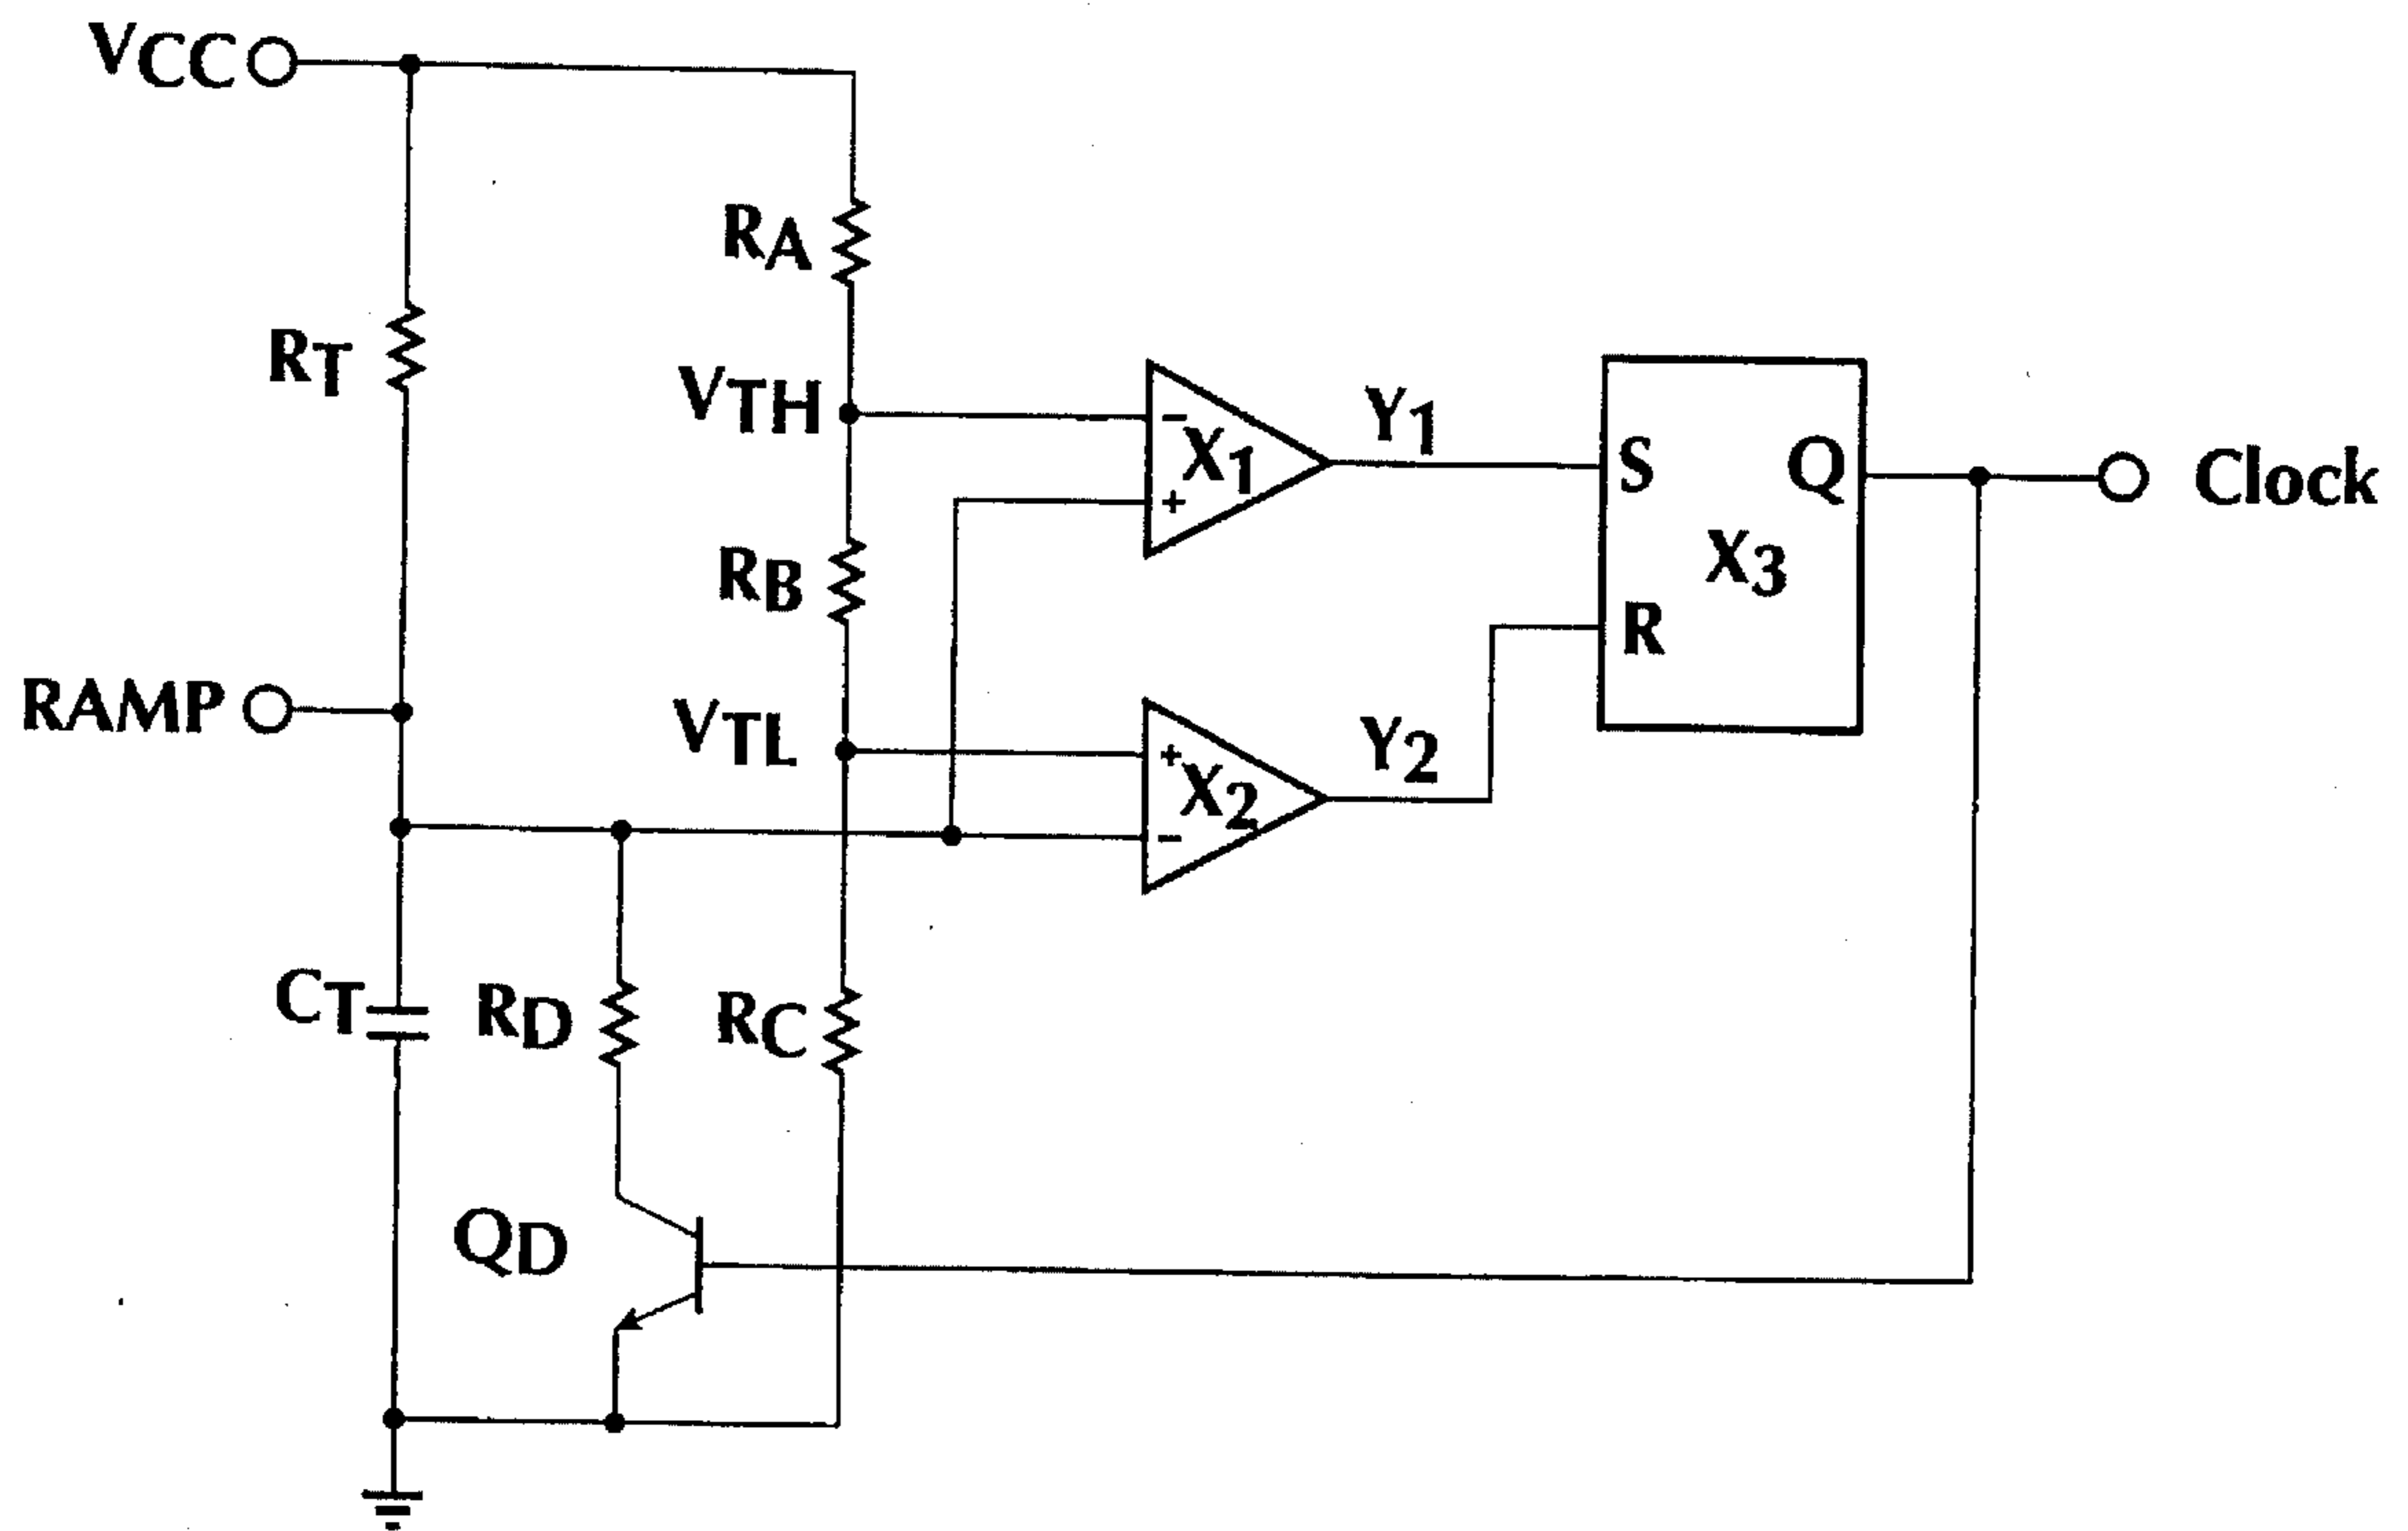 VCC
RA
RT
VTH
- X1 +
Y1
S Q
X3
R
Clock
RB
RAMP
VTL
+ X2 -
Y2
CT
RD
RC
QD